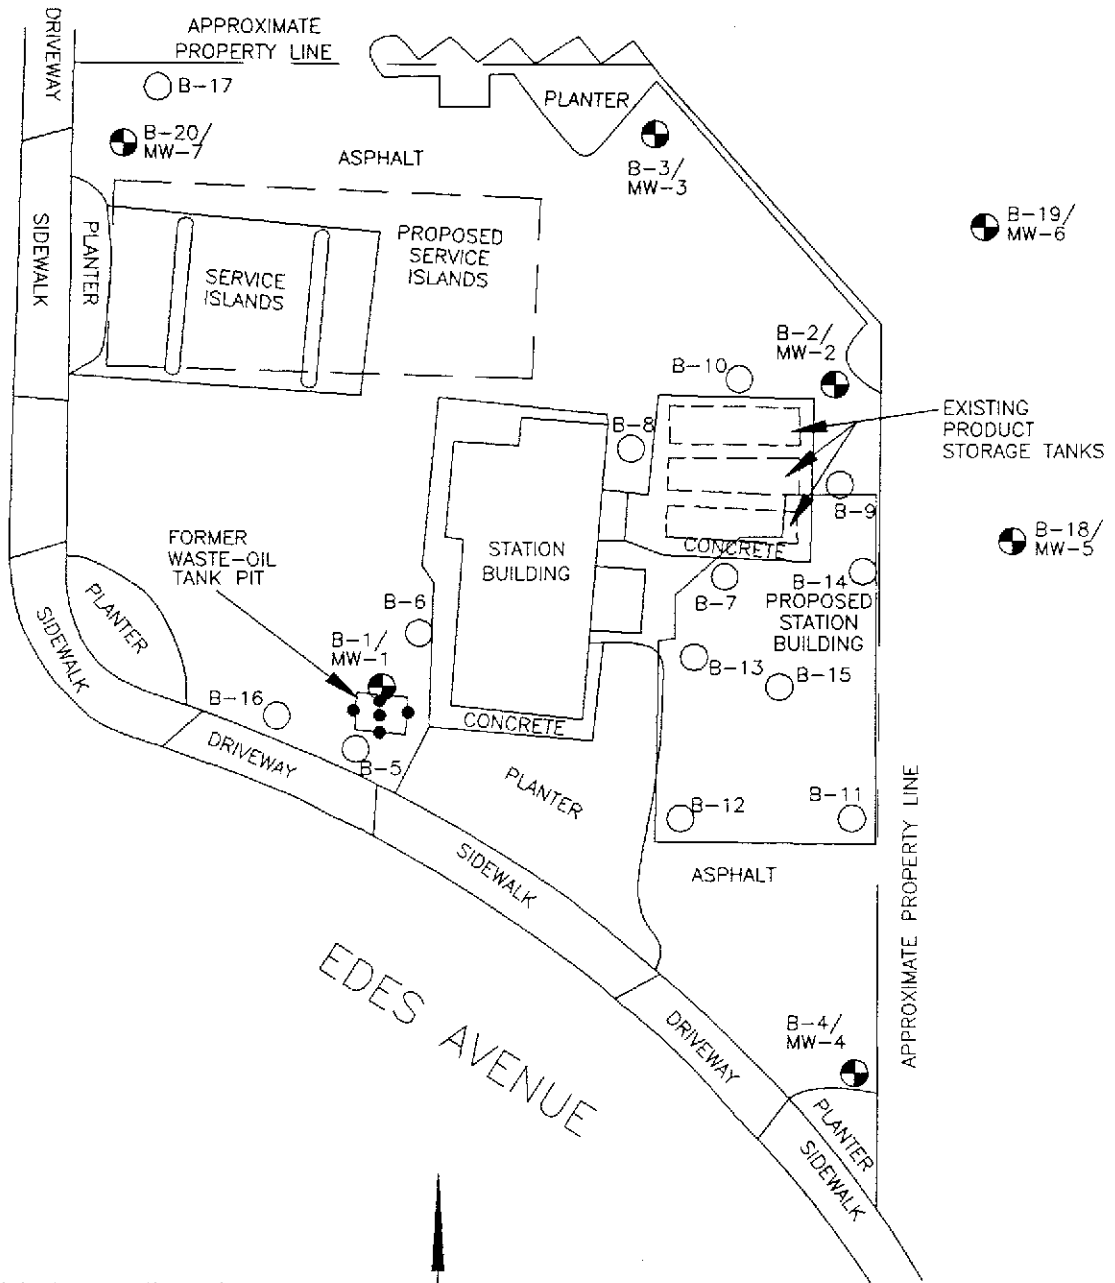 DRIVEWAY
APPROXIMATE
PROPERTY LINE
B-17
B-20/
MW-7
ASPHALT
PLANTER
B-3/
MW-3
B-19/
MW-6
SIDEWALK
PLANTER
SERVICE
ISLANDS
PROPOSED
SERVICE
ISLANDS
B-2/
MW-2
B-10
EXISTING
PRODUCT
STORAGE TANKS
B-8
B-9
B-18/
MW-5
CONCRETE
STATION
BUILDING
FORMER
WASTE-OIL
TANK PIT
B-14
B-7
PROPOSED
STATION
BUILDING
PLANTER
SIDEWALK
B-6
B-1/
MW-1
B-13
B-15
B-16
CONCRETE
DRIVEWAY
B-5
PLANTER
B-12
B-11
SIDEWALK
ASPHALT
APPROXIMATE PROPERTY LINE
EDES AVENUE
DRIVEWAY
B-4/
MW-4
PLANTER
SIDEWALK